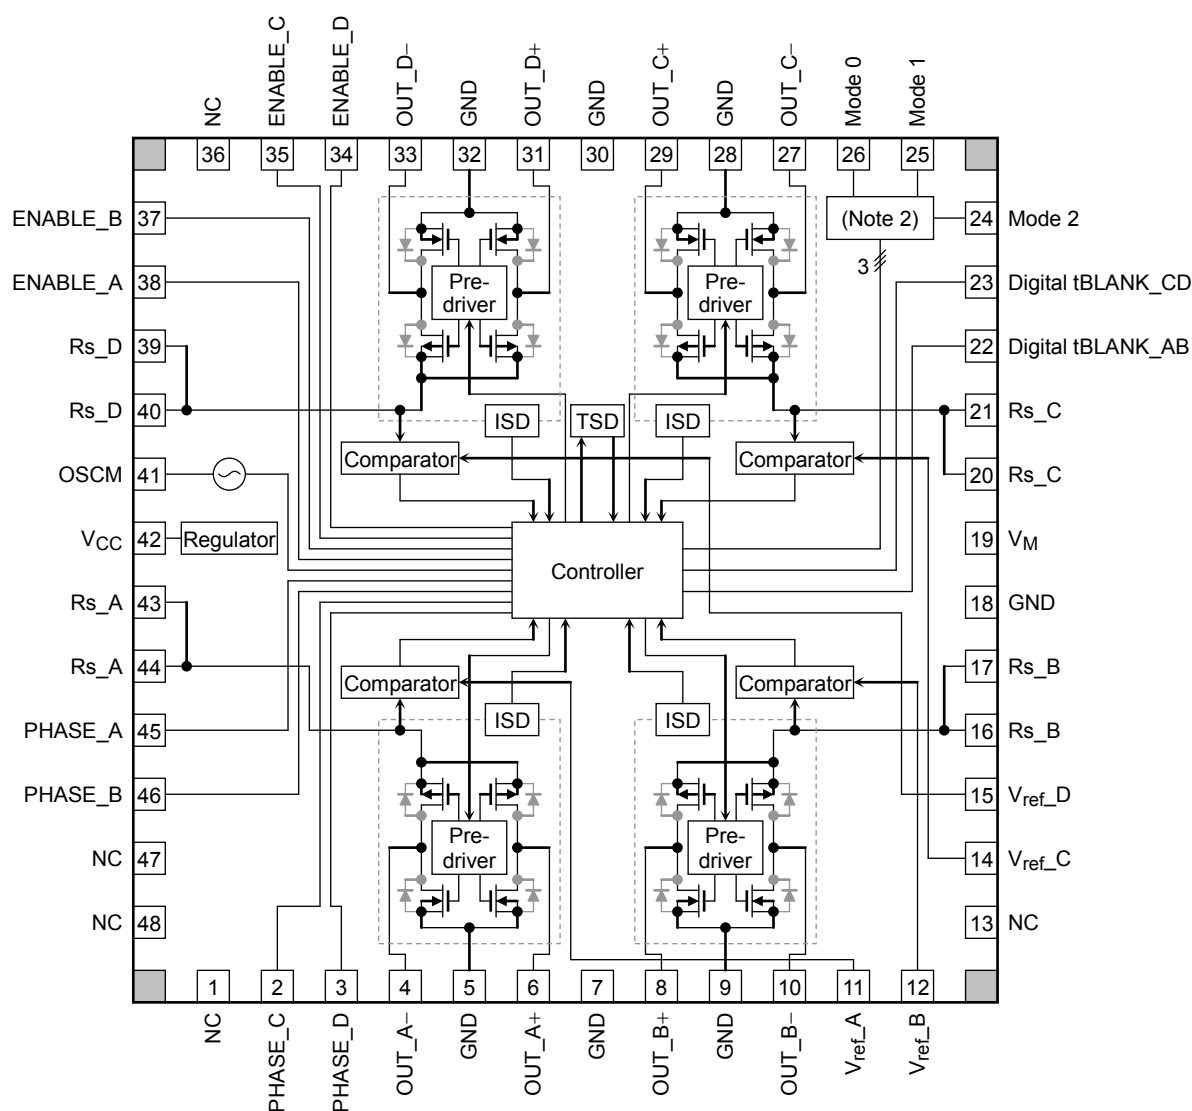 NC
ENABLE_C
ENABLE_D
OUT_D−
GND
OUT_D+
GND
OUT_C+
GND
OUT_C−
Mode 0
Mode 1
36
35
34
33
32
31
30
29
28
27
26
25
ENABLE_B 37
(Note 2)
24 Mode 2
3
ENABLE_A 38
Pre-driver
Pre-driver
23 Digital tBLANK_CD
Rs_D 39
22 Digital tBLANK_AB
Rs_D 40
ISD
TSD
ISD
21 Rs_C
OSCM 41
Comparator
Comparator
20 Rs_C
VCC 42
Regulator
Controller
19 VM
Rs_A 43
18 GND
Rs_A 44
Comparator
Comparator
17 Rs_B
PHASE_A 45
ISD
ISD
16 Rs_B
PHASE_B 46
15 Vref_D
NC 47
Pre-driver
Pre-driver
14 Vref_C
NC 48
13 NC
1
2
3
4
5
6
7
8
9
10
11
12
NC
PHASE_C
PHASE_D
OUT_A−
GND
OUT_A+
GND
OUT_B+
GND
OUT_B−
Vref_A
Vref_B